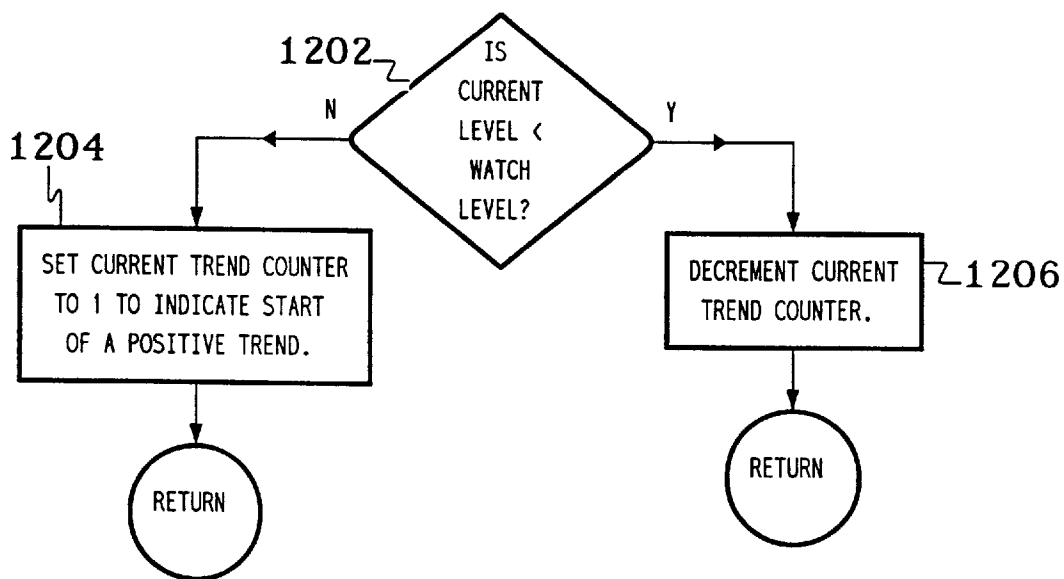 1202
IS
CURRENT
LEVEL <
WATCH
LEVEL?
N
Y
1204
SET CURRENT TREND COUNTER
TO 1 TO INDICATE START
OF A POSITIVE TREND.
RETURN
DECREMENT CURRENT
TREND COUNTER.
1206
RETURN